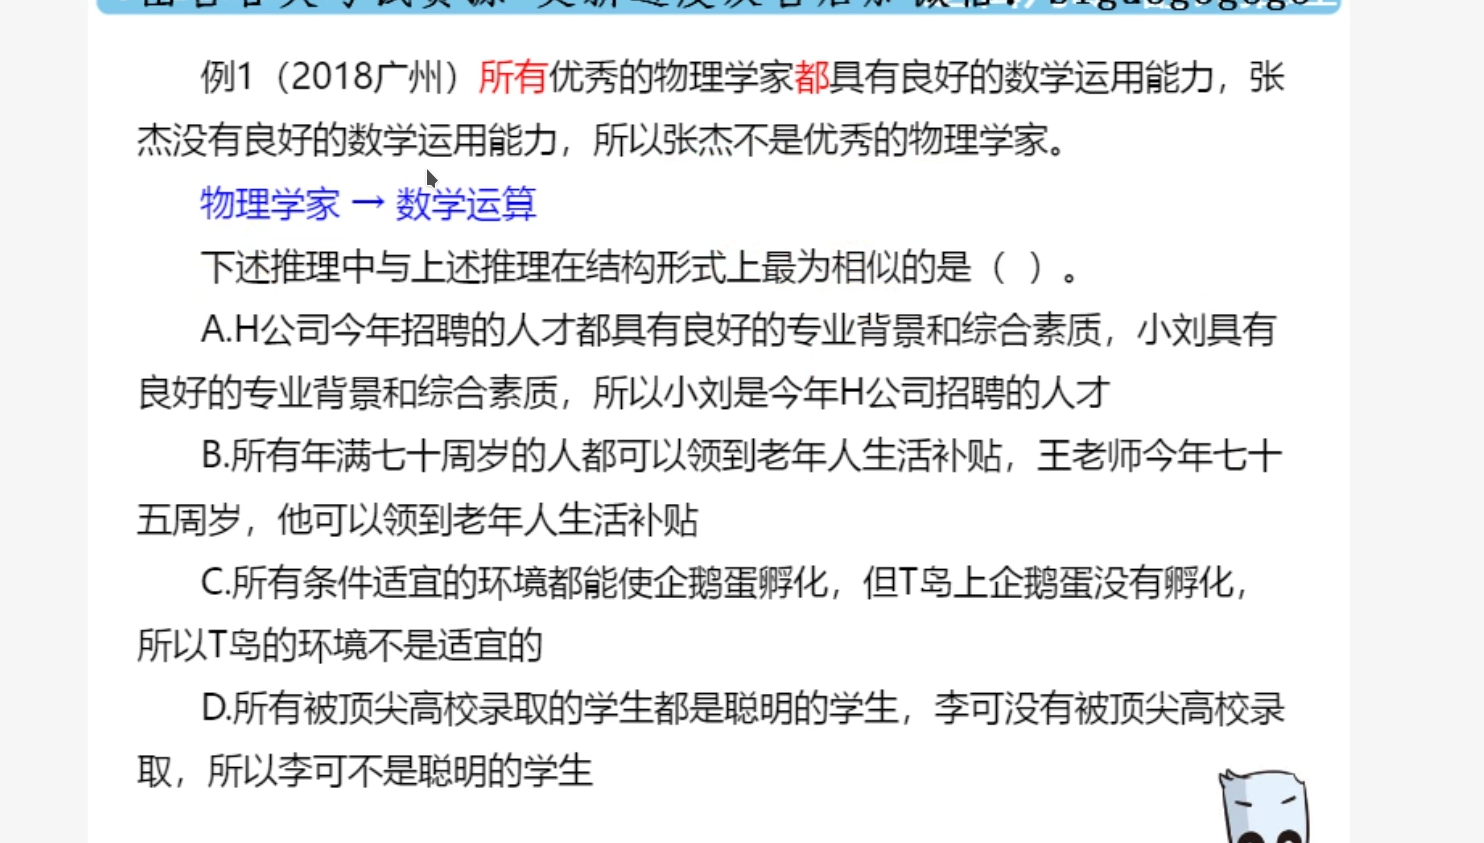 例1（2018广州）所有优秀的物理学家都具有良好的数学运用能力，张
杰没有良好的数学运用能力，所以张杰不是优秀的物理学家。
物理学家 → 数学运算
下述推理中与上述推理在结构形式上最为相似的是（ ）。
A.H公司今年招聘的人才都具有良好的专业背景和综合素质，小刘具有
良好的专业背景和综合素质，所以小刘是今年H公司招聘的人才
B.所有年满七十周岁的人都可以领到老年人生活补贴，王老师今年七十
五周岁，他可以领到老年人生活补贴
C.所有条件适宜的环境都能使企鹅蛋孵化，但T岛上企鹅蛋没有孵化，
所以T岛的环境不是适宜的
D.所有被顶尖高校录取的学生都是聪明的学生，李可没有被顶尖高校录
取，所以李可不是聪明的学生